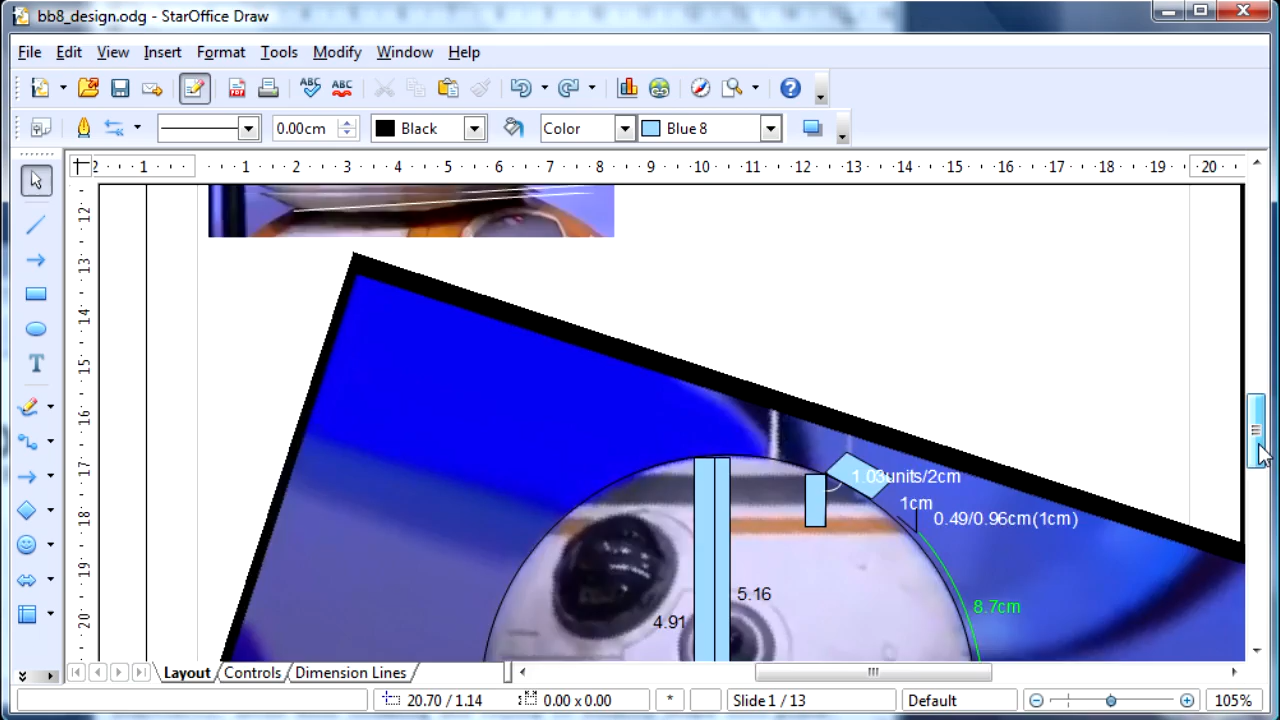 bb8_design.odg - StarOffice Draw
File Edit View Insert Format Tools Modify Window Help
PDF ABC ABC
0.00cm Black Color Blue 8
2 1 1 2 3 4 5 6 7 8 9 10 11 12 13 14 15 16 17 18 19 20
12
13
14
15
16
17
18
19
20
T
1.03units/2cm
1cm
0.49/0.96cm(1cm)
5.16
8.7cm
4.91
Layout Controls Dimension Lines
20.70 / 1.14 0.00 x 0.00 * Slide 1 / 13 Default 105%